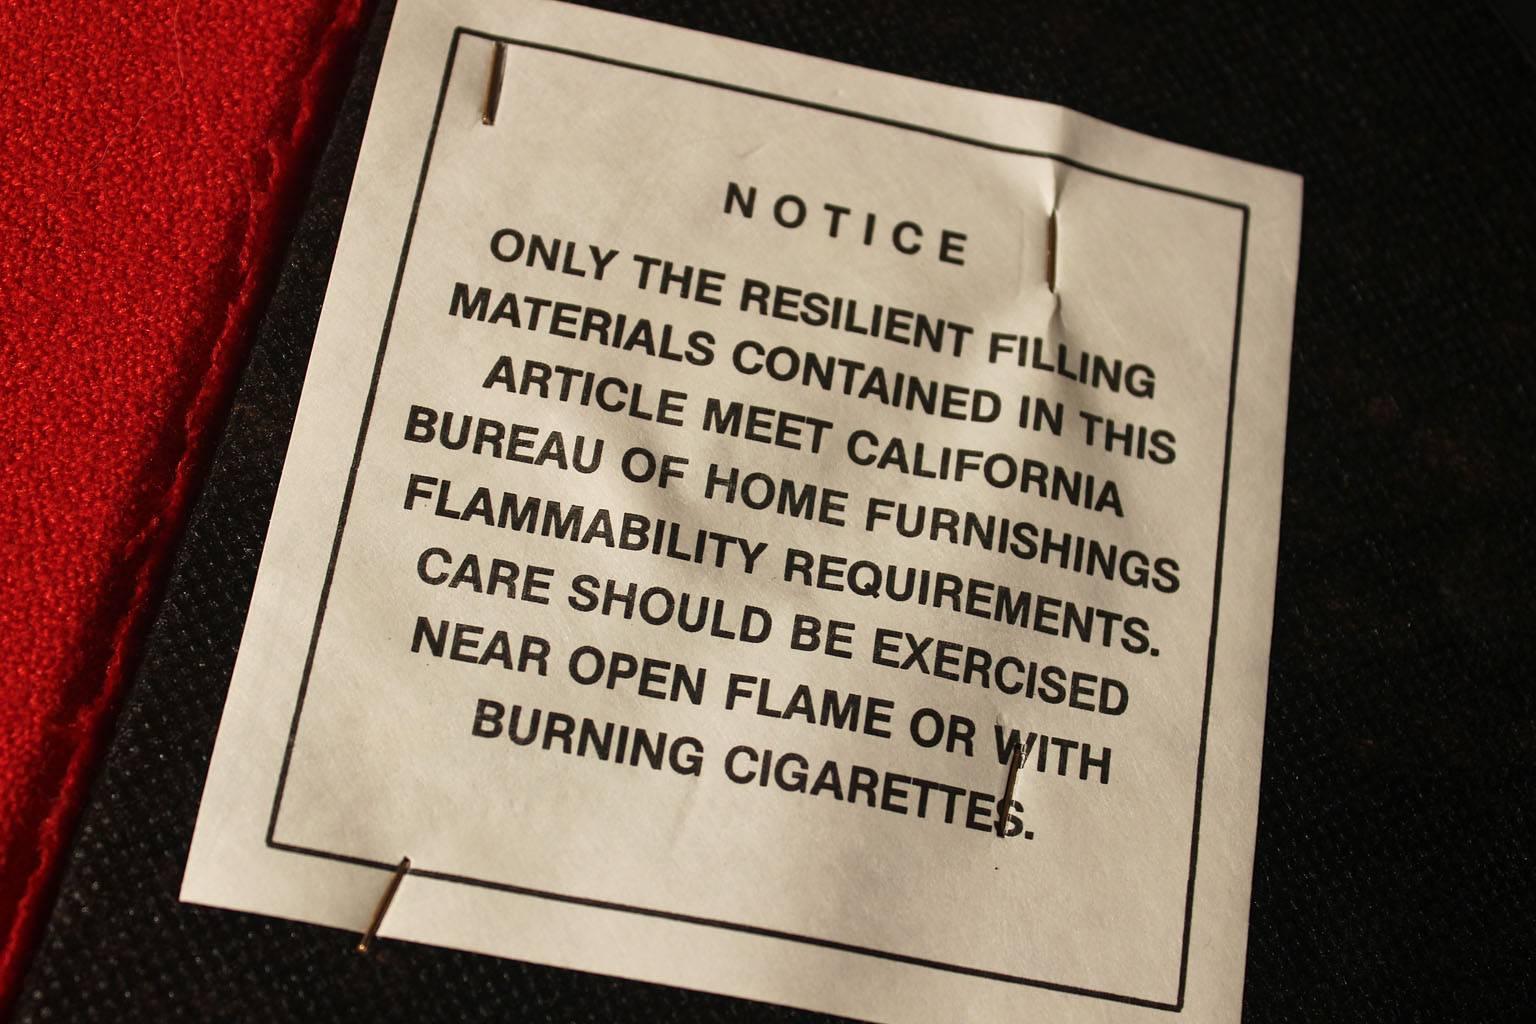 NOTICE
ONLY THE RESILIENT FILLING
MATERIALS CONTAINED IN THIS
ARTICLE MEET CALIFORNIA
BUREAU OF HOME FURNISHINGS
FLAMMABILITY REQUIREMENTS.
CARE SHOULD BE EXERCISED
NEAR OPEN FLAME OR WITH
BURNING CIGARETTES.